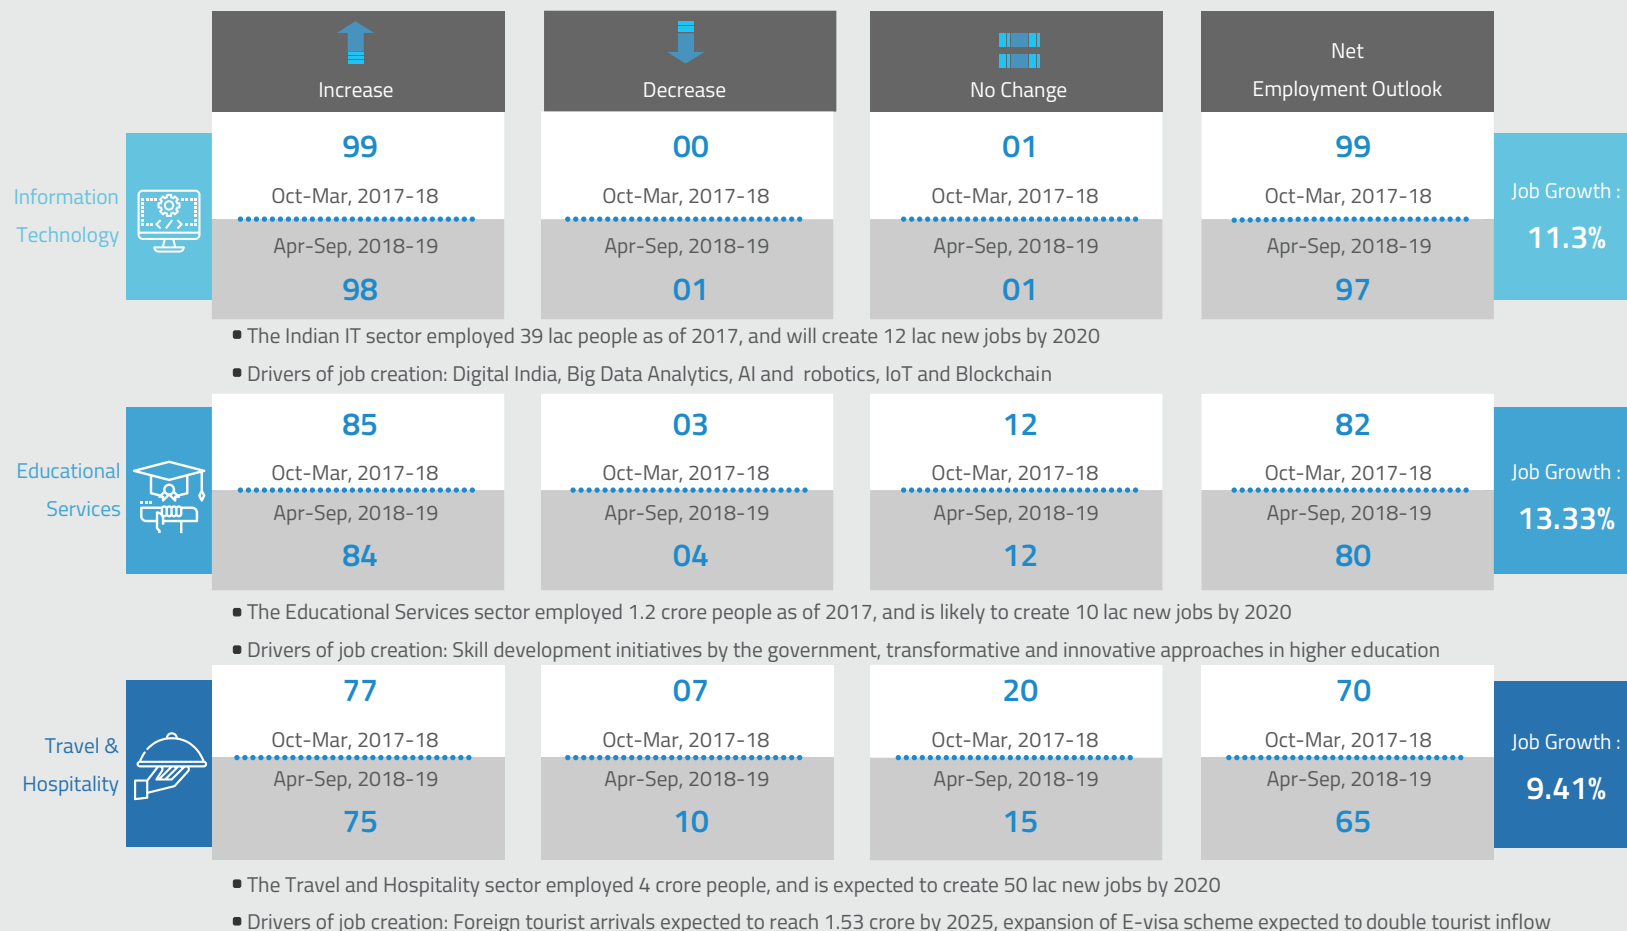 Increase
Decrease
No Change
Net
Employment Outlook
Information
Technology
99
00
01
99
Oct-Mar, 2017-18
Oct-Mar, 2017-18
Oct-Mar, 2017-18
Oct-Mar, 2017-18
Apr-Sep, 2018-19
Apr-Sep, 2018-19
Apr-Sep, 2018-19
Apr-Sep, 2018-19
98
01
01
97
Job Growth :
11.3%
▪ The Indian IT sector employed 39 lac people as of 2017, and will create 12 lac new jobs by 2020
▪ Drivers of job creation: Digital India, Big Data Analytics, AI and robotics, IoT and Blockchain
Educational
Services
85
03
12
82
Oct-Mar, 2017-18
Oct-Mar, 2017-18
Oct-Mar, 2017-18
Oct-Mar, 2017-18
Apr-Sep, 2018-19
Apr-Sep, 2018-19
Apr-Sep, 2018-19
Apr-Sep, 2018-19
84
04
12
80
Job Growth :
13.33%
▪ The Educational Services sector employed 1.2 crore people as of 2017, and is likely to create 10 lac new jobs by 2020
▪ Drivers of job creation: Skill development initiatives by the government, transformative and innovative approaches in higher education
Travel &
Hospitality
77
07
20
70
Oct-Mar, 2017-18
Oct-Mar, 2017-18
Oct-Mar, 2017-18
Oct-Mar, 2017-18
Apr-Sep, 2018-19
Apr-Sep, 2018-19
Apr-Sep, 2018-19
Apr-Sep, 2018-19
75
10
15
65
Job Growth :
9.41%
▪ The Travel and Hospitality sector employed 4 crore people, and is expected to create 50 lac new jobs by 2020
▪ Drivers of job creation: Foreign tourist arrivals expected to reach 1.53 crore by 2025, expansion of E-visa scheme expected to double tourist inflow